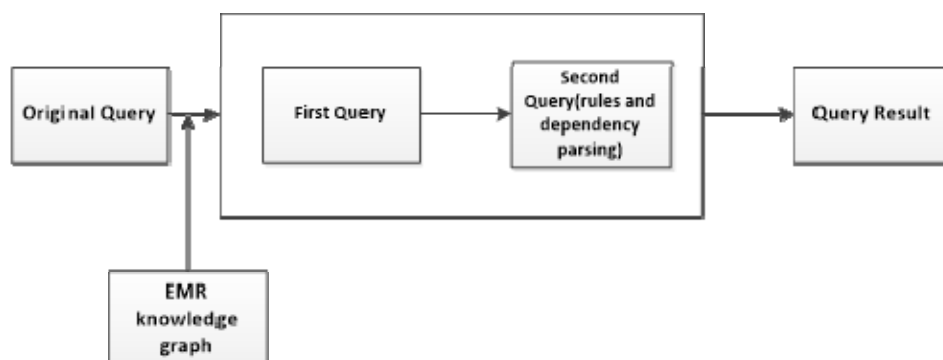 Original Query
First Query
Second
Query(rules and
dependency
parsing)
Query Result
EMR
knowledge
graph